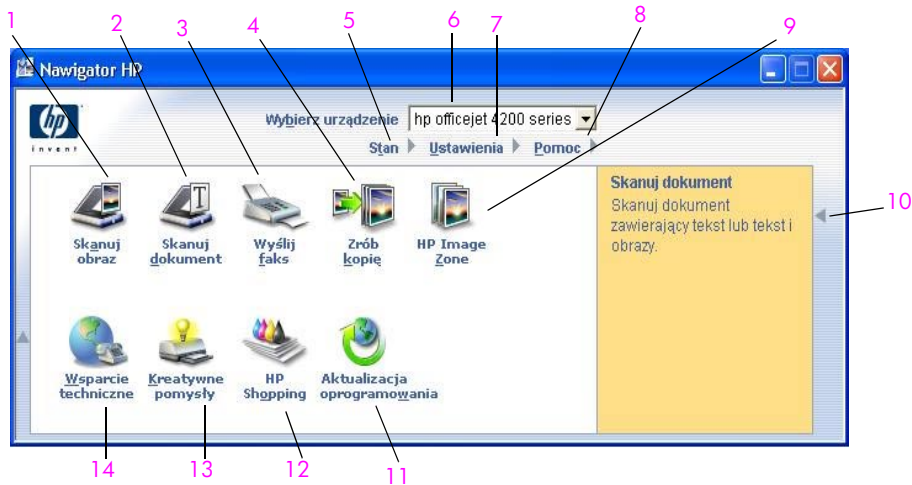 1 2 3 4 5 6 7 8 9
Nawigator HP
hp
invent
Wybierz urządzenie hp officejet 4200 series
Stan Ustawienia Pomoc
Skanuj obraz
Skanuj dokument
Wyślij faks
Zrób kopię
HP Image Zone
Skanuj dokument
Skanuj dokument
zawierający tekst lub tekst i
obrazy.
10
Wsparcie techniczne
Kreatywne pomysły
HP Shopping
Aktualizacja oprogramowania
14 13 12 11